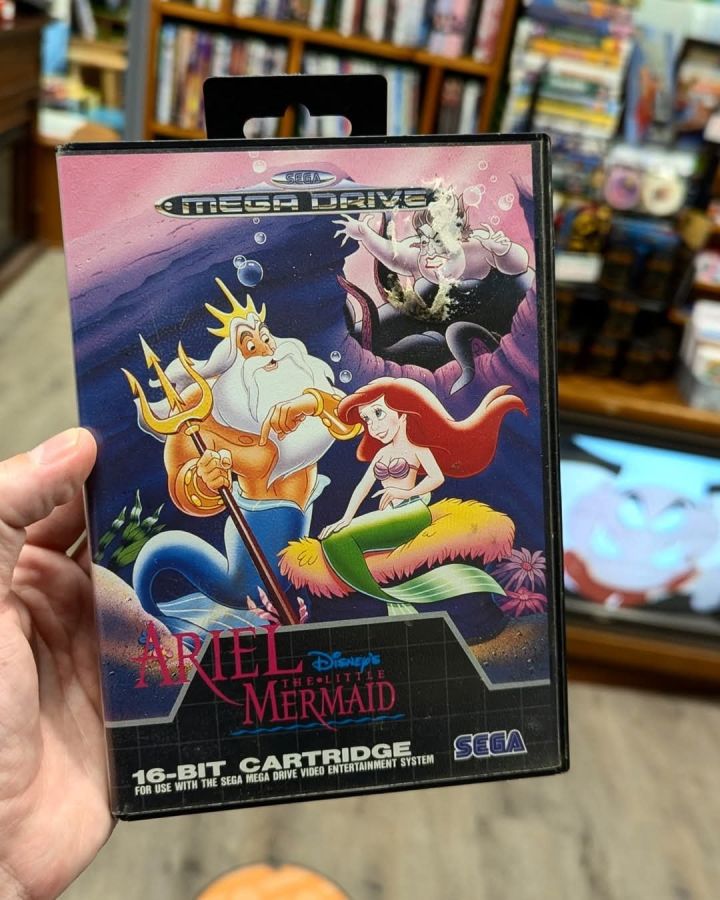 SEGA
MEGA DRIVE
ARIEL
Disney's
THE•LITTLE
MERMAID
16-BIT CARTRIDGE
FOR USE WITH THE SEGA MEGA DRIVE VIDEO ENTERTAINMENT SYSTEM
SEGA